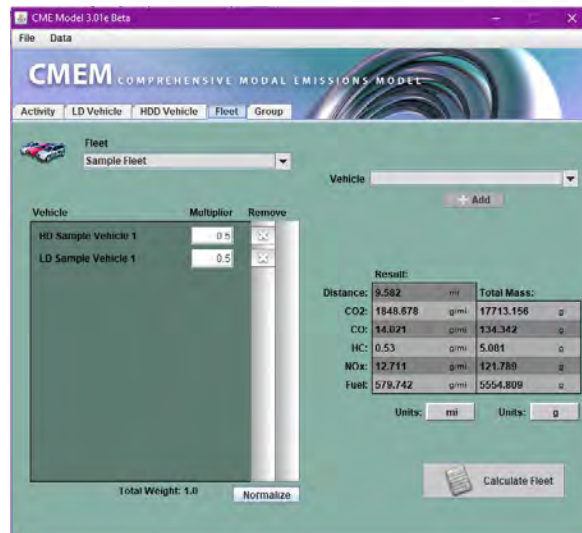 CME Model 3.01e Beta
File Data
CMEM COMPREHENSIVE MODAL EMISSIONS MODEL
Activity LD Vehicle HDD Vehicle Fleet Group
Fleet
Sample Fleet
Vehicle
Add
Vehicle Multiplier Remove
HD Sample Vehicle 1 0.5
LD Sample Vehicle 1 0.5
Result:
Distance: 9.582 mi Total Mass:
CO2: 1848.678 g/mi 17713.156 g
CO: 14.021 g/mi 134.342 g
HC: 0.53 g/mi 5.081 g
NOx: 12.711 g/mi 121.789 g
Fuel: 579.742 g/mi 5554.809 g
Units: mi Units: g
Calculate Fleet
Total Weight: 1.0 Normalize